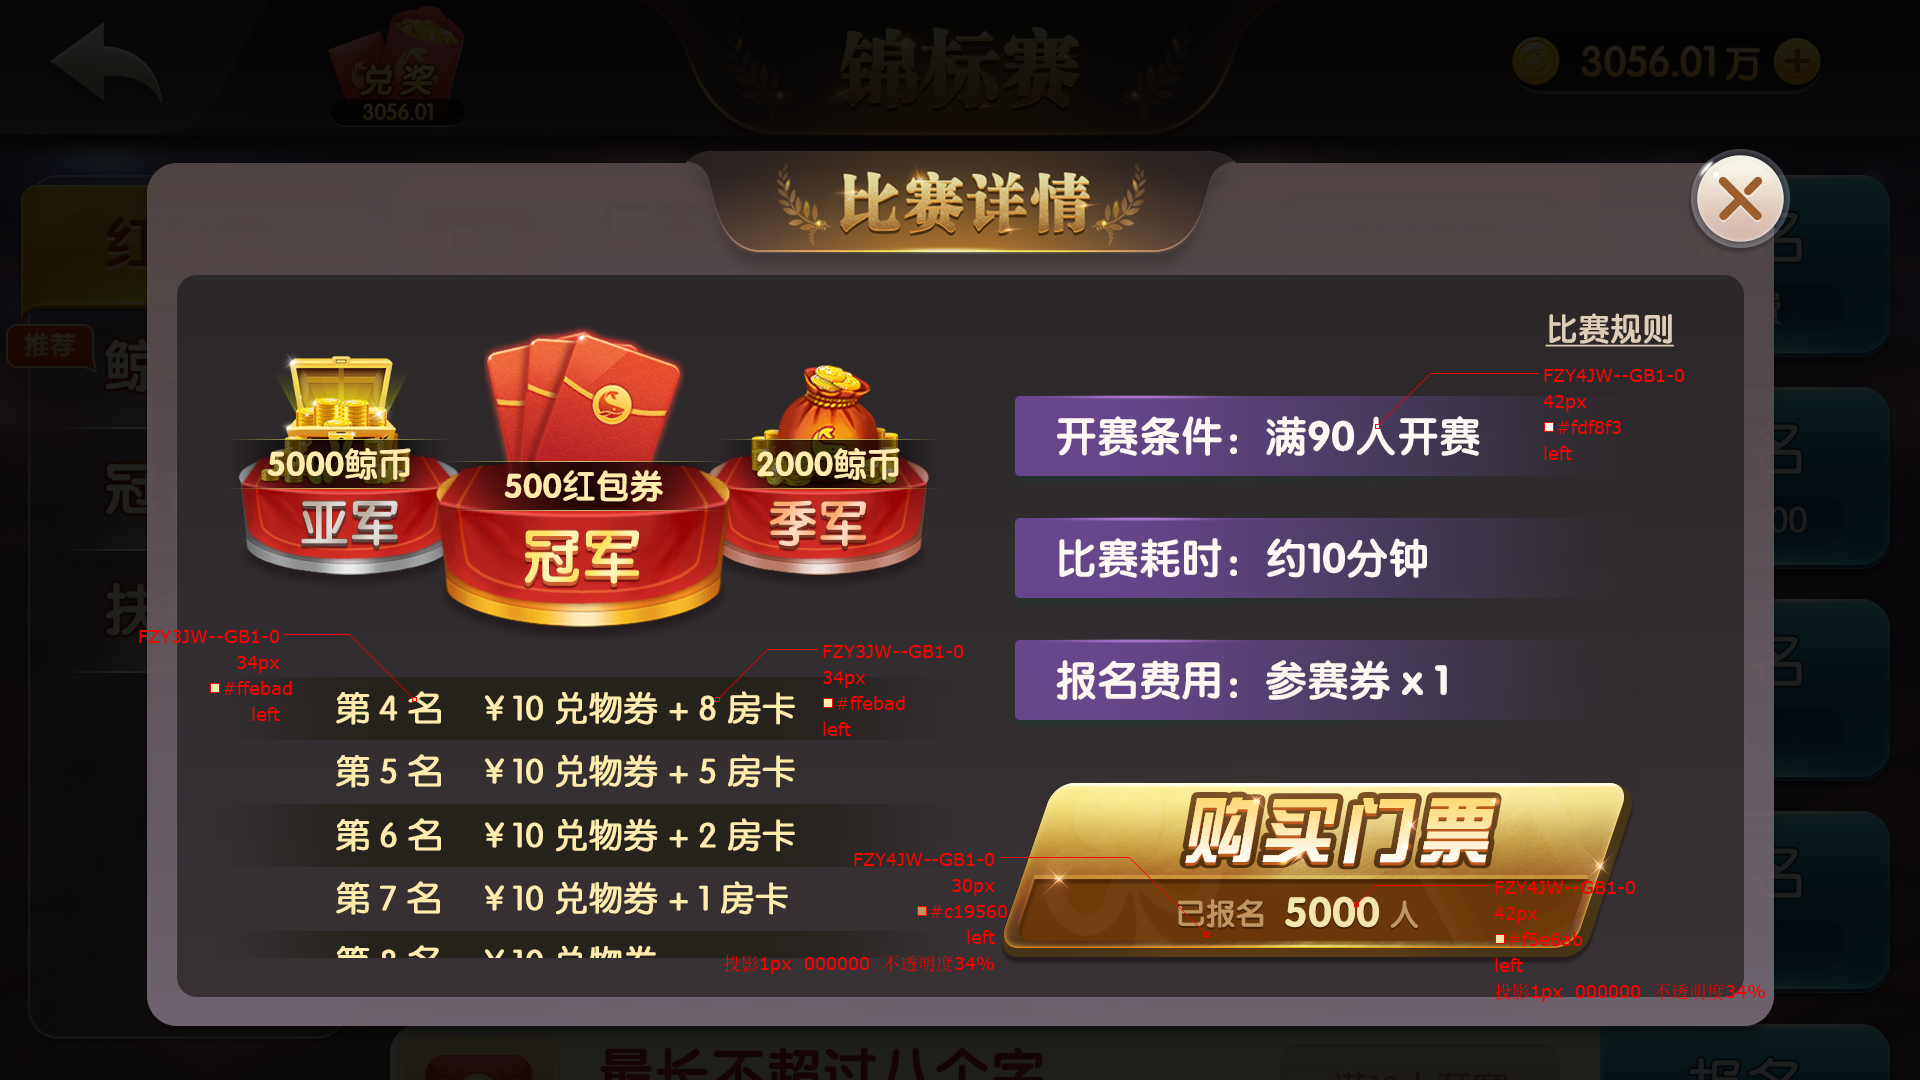 锦标赛
兑奖
3056.01
3056.01万
比赛详情
推荐
比赛规则
5000鲸币
亚军
500红包券
冠军
2000鲸币
季军
开赛条件：满90人开赛
FZY4JW--GB1-0
42px
#fdf8f3
left
比赛耗时：约10分钟
报名费用：参赛券 x 1
FZY3JW--GB1-0
34px
#ffebad
left
FZY3JW--GB1-0
34px
#ffebad
left
第 4 名 ￥10 兑物券 + 8 房卡
第 5 名 ￥10 兑物券 + 5 房卡
第 6 名 ￥10 兑物券 + 2 房卡
第 7 名 ￥10 兑物券 + 1 房卡
购买门票
已报名 5000 人
FZY4JW--GB1-0
30px
#c19560
left
投影1px 000000 不透明度34%
FZY4JW--GB1-0
42px
#f5e6ab
left
投影1px 000000 不透明度34%
最长不超过八个字
报名